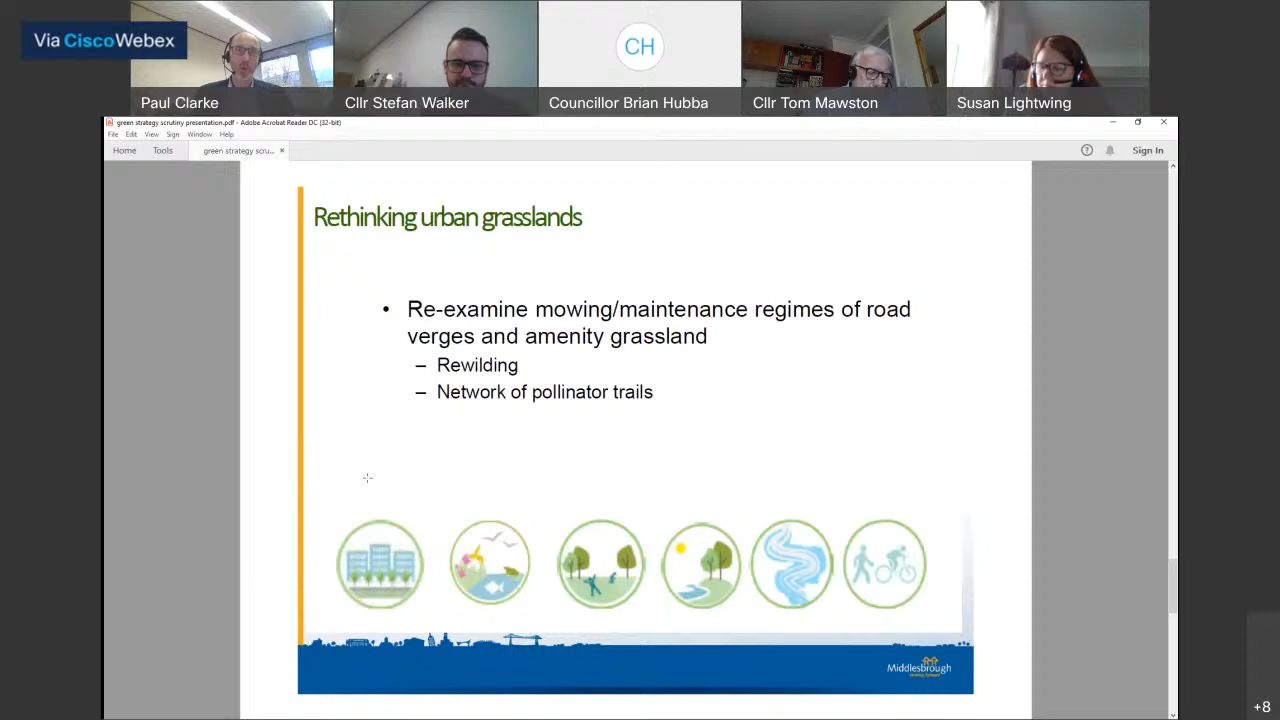 Via CiscoWebex
Paul Clarke
Cllr Stefan Walker
CH
Councillor Brian Hubba
Cllr Tom Mawston
Susan Lightwing
green strategy scrutiny presentation.pdf - Adobe Acrobat Reader DC (32-bit)
File Edit View Sign Window Help
Home Tools green strategy scru... × Sign In
Rethinking urban grasslands
• Re-examine mowing/maintenance regimes of road
verges and amenity grassland
– Rewilding
– Network of pollinator trails
Middlesbrough
+8